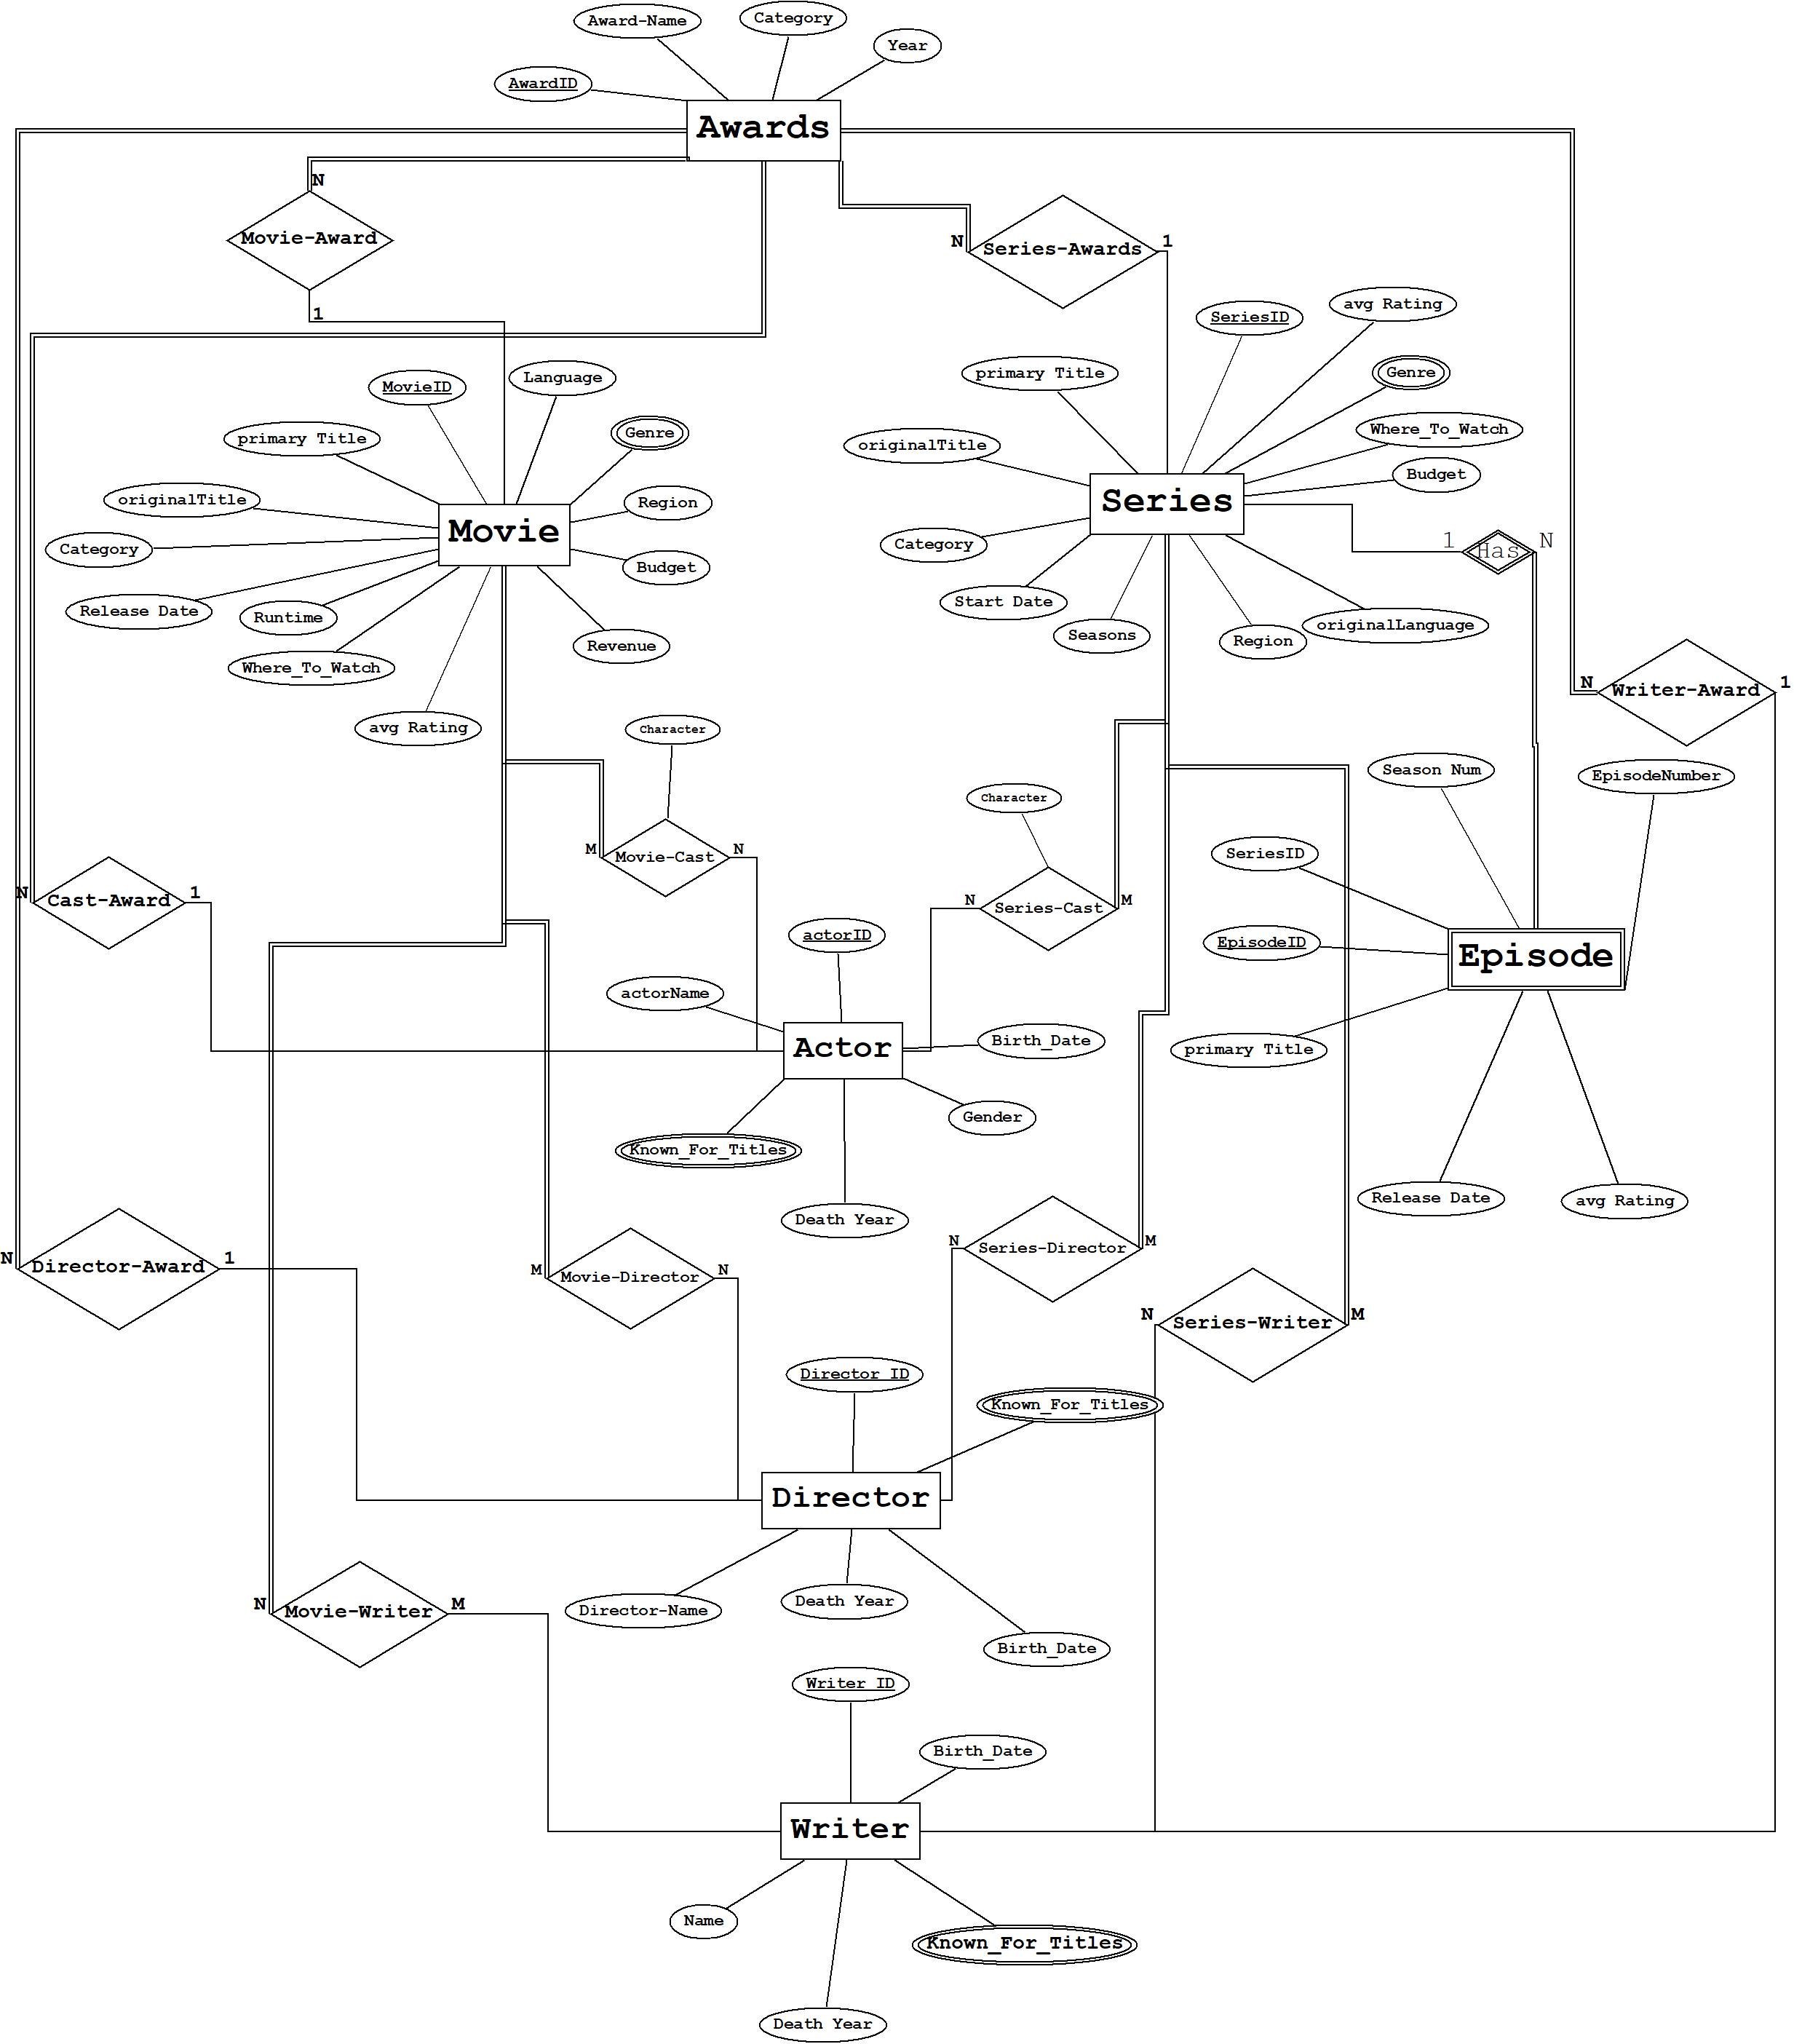 Award-Name
Category
Year
AwardID
Awards
N
Movie-Award
1
N
Series-Awards
1
SeriesID
avg Rating
primary Title
Genre
originalTitle
Where_To_Watch
Budget
Series
Category
Start Date
Seasons
Region
originalLanguage
1
Has
N
MovieID
Language
primary Title
Genre
originalTitle
Region
Movie
Category
Budget
Release Date
Runtime
Revenue
Where_To_Watch
avg Rating
N
Writer-Award
1
Character
M
Movie-Cast
N
Character
N
Series-Cast
M
Season Num
EpisodeNumber
SeriesID
EpisodeID
Episode
primary Title
Release Date
avg Rating
N
Cast-Award
1
actorID
actorName
Actor
Birth_Date
Gender
Known_For_Titles
Death Year
N
Director-Award
1
M
Movie-Director
N
N
Series-Director
M
N
Series-Writer
M
Director ID
Known_For_Titles
Director
Director-Name
Death Year
Birth_Date
N
Movie-Writer
M
Writer ID
Birth_Date
Writer
Name
Known_For_Titles
Death Year